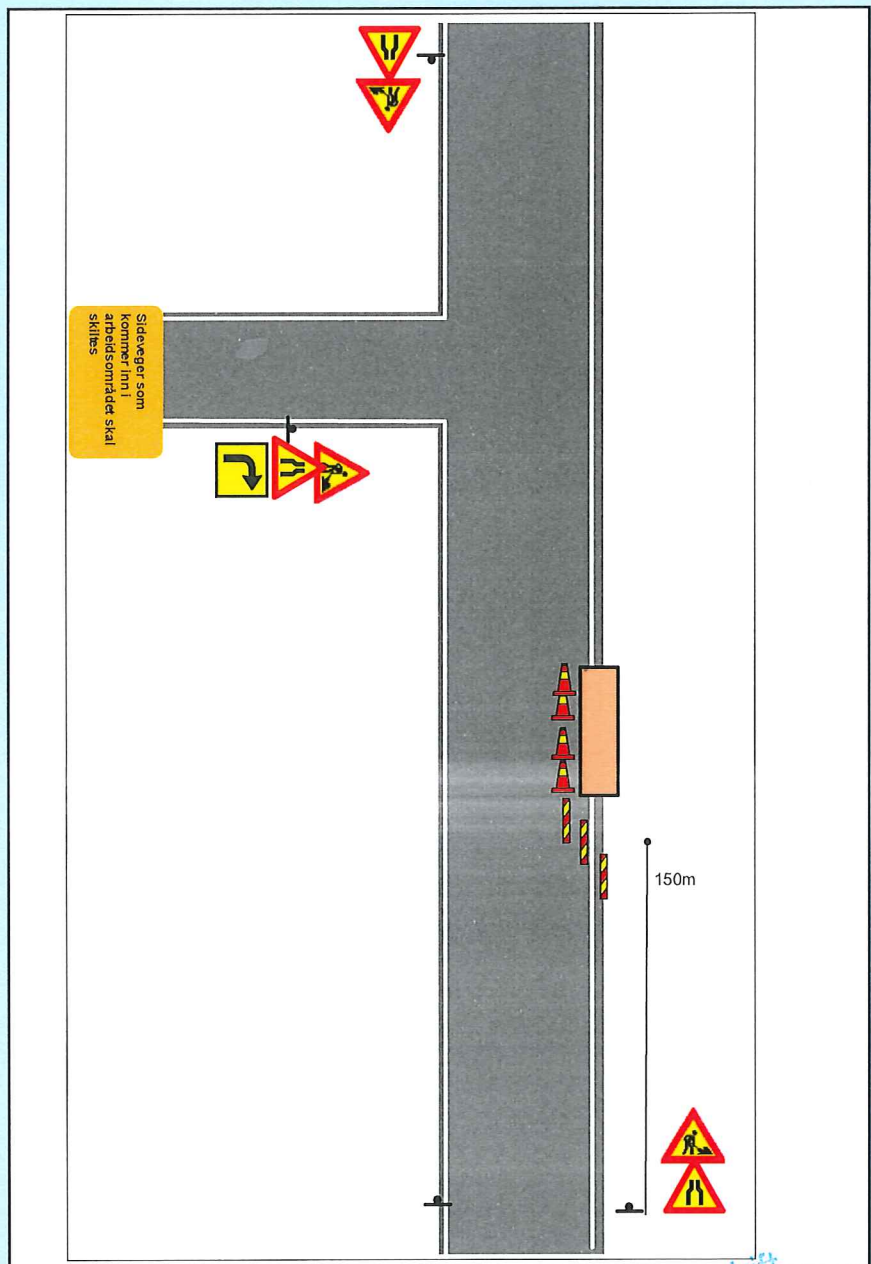 Sideveger som
kommer inn i
arbeidsområdet skal
skiltes
150m